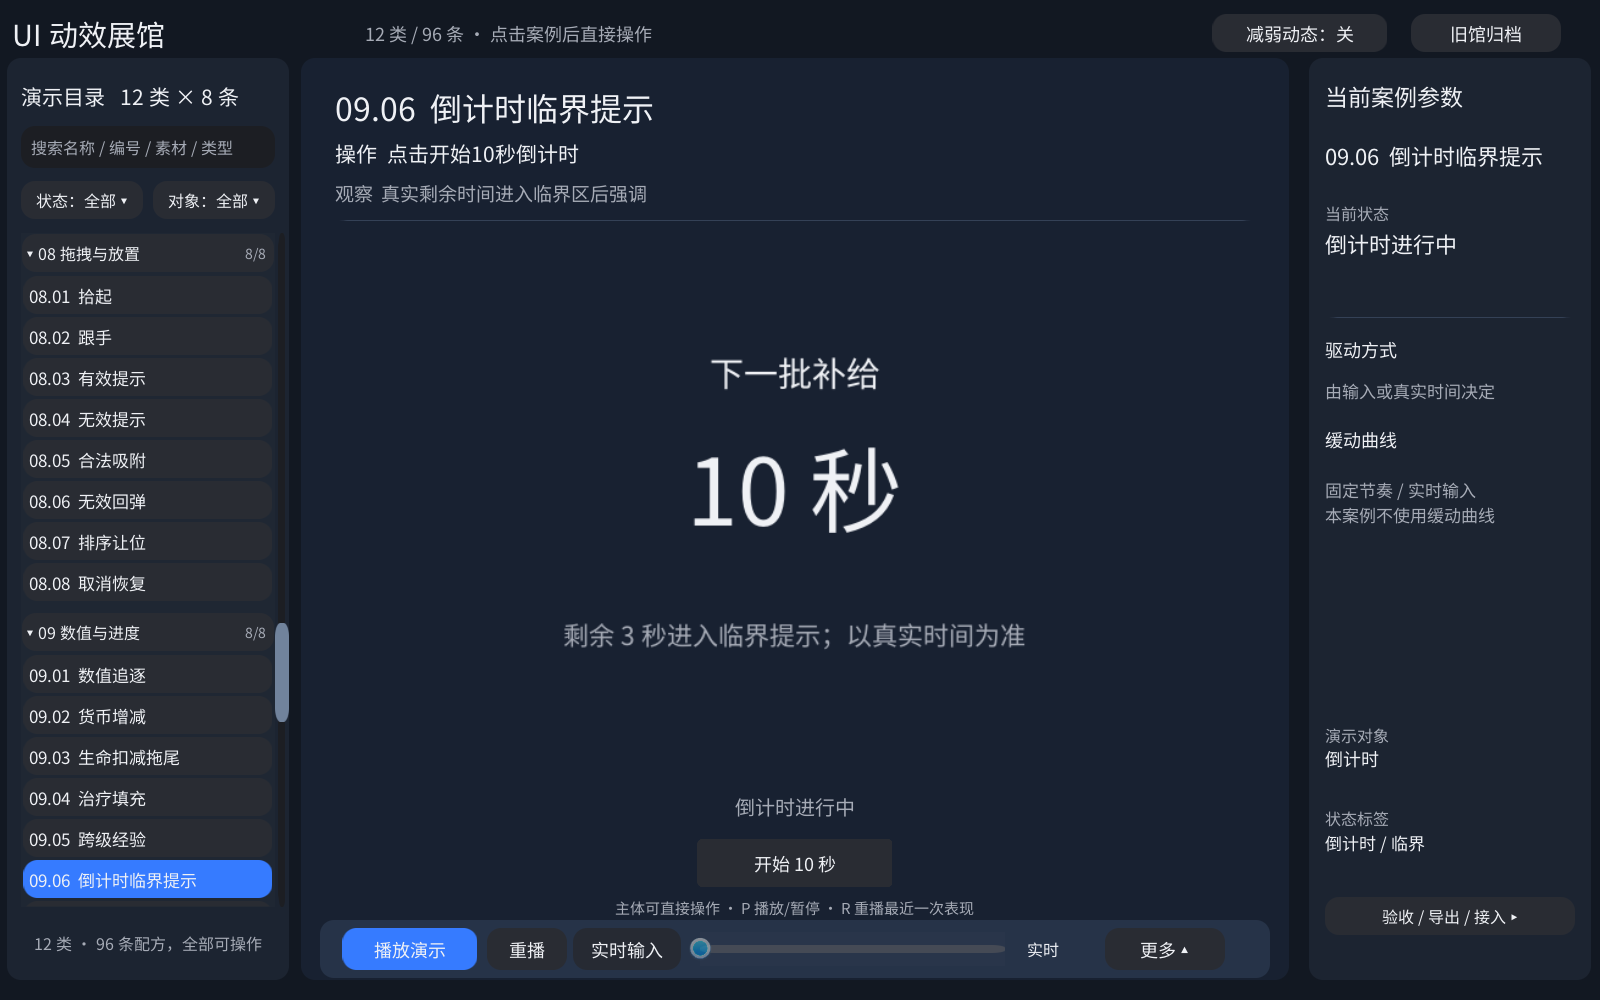 UI 动效展馆
12 类 / 96 条 · 点击案例后直接操作
减弱动态：关
旧馆归档
演示目录 12 类 × 8 条
搜索名称 / 编号 / 素材 / 类型
状态：全部 ▾
对象：全部 ▾
▾ 08 拖拽与放置 8/8
08.01 拾起
08.02 跟手
08.03 有效提示
08.04 无效提示
08.05 合法吸附
08.06 无效回弹
08.07 排序让位
08.08 取消恢复
▾ 09 数值与进度 8/8
09.01 数值追逐
09.02 货币增减
09.03 生命扣减拖尾
09.04 治疗填充
09.05 跨级经验
09.06 倒计时临界提示
12 类 · 96 条配方，全部可操作
09.06 倒计时临界提示
操作 点击开始10秒倒计时
观察 真实剩余时间进入临界区后强调
下一批补给
10 秒
剩余 3 秒进入临界提示；以真实时间为准
倒计时进行中
开始 10 秒
主体可直接操作 · P 播放/暂停 · R 重播最近一次表现
播放演示
重播
实时输入
实时
更多 ▴
当前案例参数
09.06 倒计时临界提示
当前状态
倒计时进行中
驱动方式
由输入或真实时间决定
缓动曲线
固定节奏 / 实时输入
本案例不使用缓动曲线
演示对象
倒计时
状态标签
倒计时 / 临界
验收 / 导出 / 接入 ▸